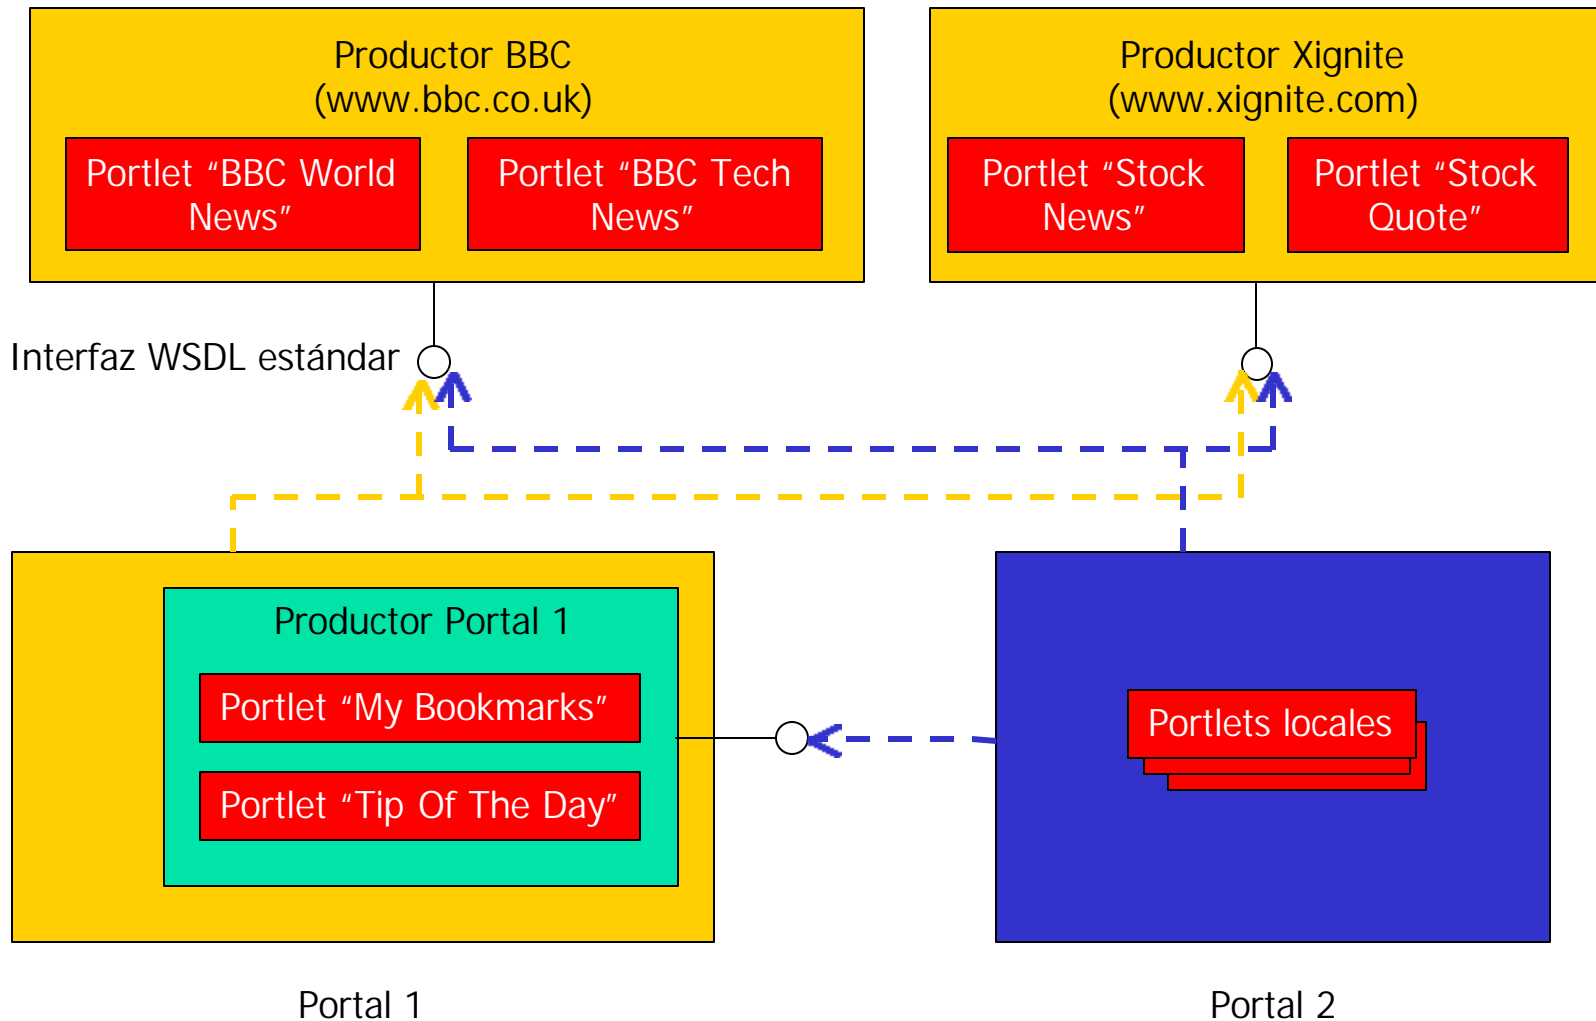 Productor BBC
(www.bbc.co.uk)
Portlet “BBC World
News”
Portlet “BBC Tech
News”
Productor Xignite
(www.xignite.com)
Portlet “Stock
News”
Portlet “Stock
Quote”
Interfaz WSDL estándar
Productor Portal 1
Portlet “My Bookmarks”
Portlet “Tip Of The Day”
Portlets locales
Portal 1
Portal 2